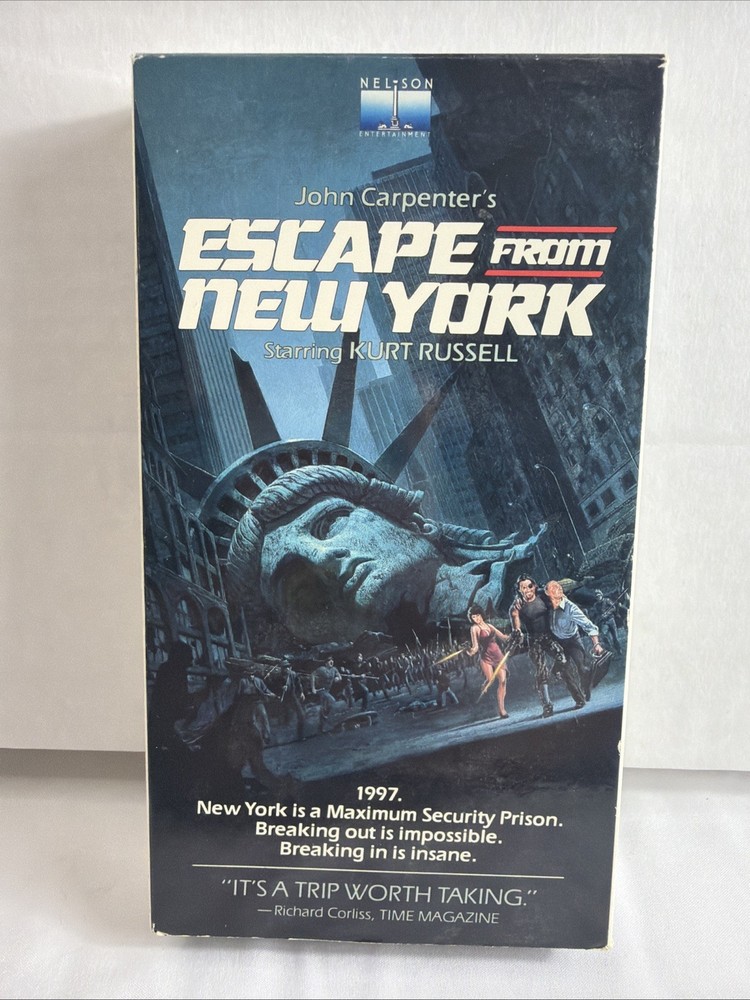 NELSON
ENTERTAINMENT
John Carpenter's
ESCAPE FROM
NEW YORK
Starring KURT RUSSELL
1997.
New York is a Maximum Security Prison.
Breaking out is impossible.
Breaking in is insane.
"IT'S A TRIP WORTH TAKING."
—Richard Corliss, TIME MAGAZINE